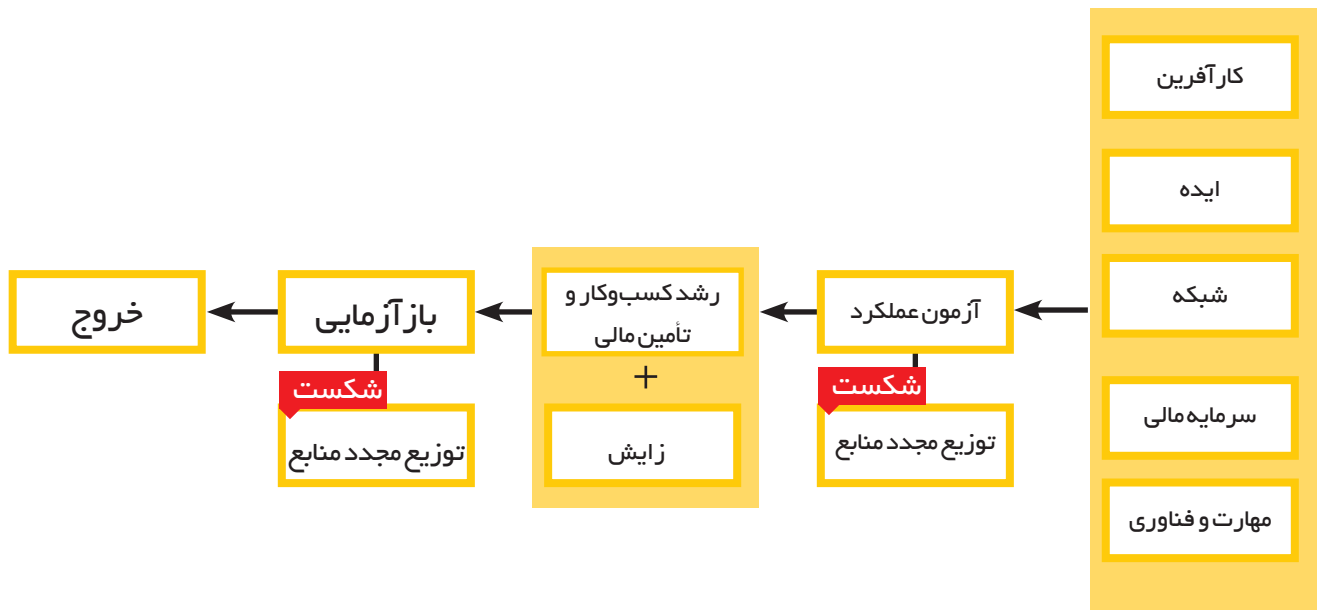 کارآفرین
ایده
شبکه
سرمایه مالی
مهارت و فناوری
آزمون عملکرد
شکست
توزیع مجدد منابع
رشد کسب‌وکار و
تأمین مالی
+
زایش
بازآزمایی
شکست
توزیع مجدد منابع
خروج